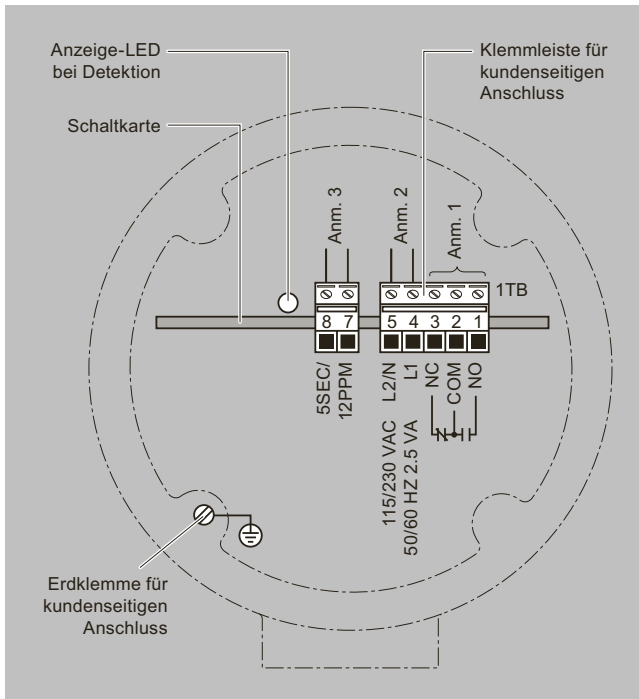 Anzeige-LED
bei Detektion
Klemmleiste für
kundenseitigen
Anschluss
Schaltkarte
Anm. 3
Anm. 2
Anm. 1
1TB
8 7 5 4 3 2 1
5SEC/
12PPM
L2/N
L1
NC
COM
NO
115/230 VAC
50/60 HZ 2.5 VA
Erdklemme für
kundenseitigen
Anschluss